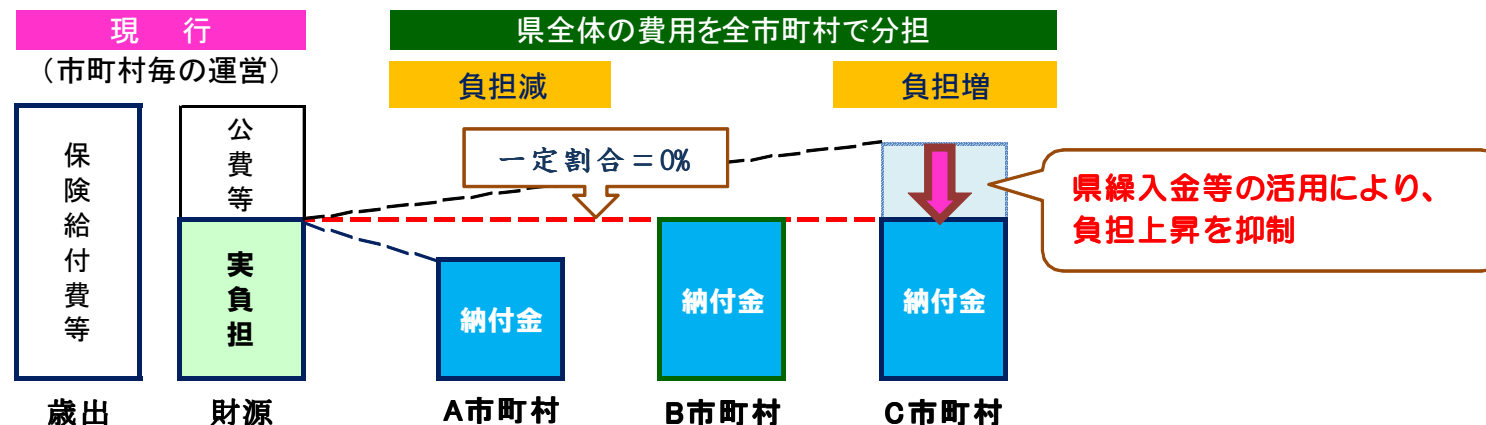 現　行
（市町村毎の運営）
県全体の費用を全市町村で分担
負担減
負担増
保険給付費等
公費等
実負担
一定割合＝0%
県繰入金等の活用により、
負担上昇を抑制
納付金
納付金
納付金
歳出
財源
A市町村
B市町村
C市町村